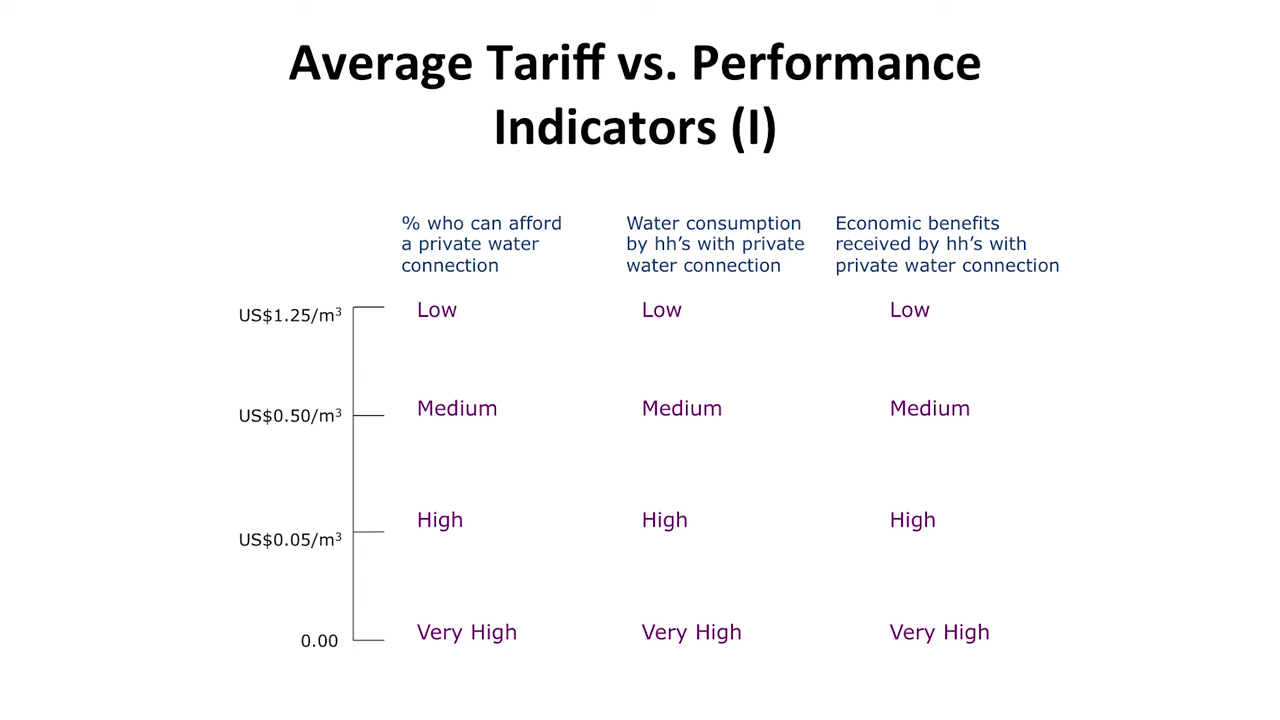 Average Tariff vs. Performance
Indicators (I)
% who can afford
a private water
connection
Water consumption
by hh's with private
water connection
Economic benefits
received by hh's with
private water connection
US$1.25/m³ Low Low Low
US$0.50/m³ Medium Medium Medium
US$0.05/m³ High High High
0.00 Very High Very High Very High